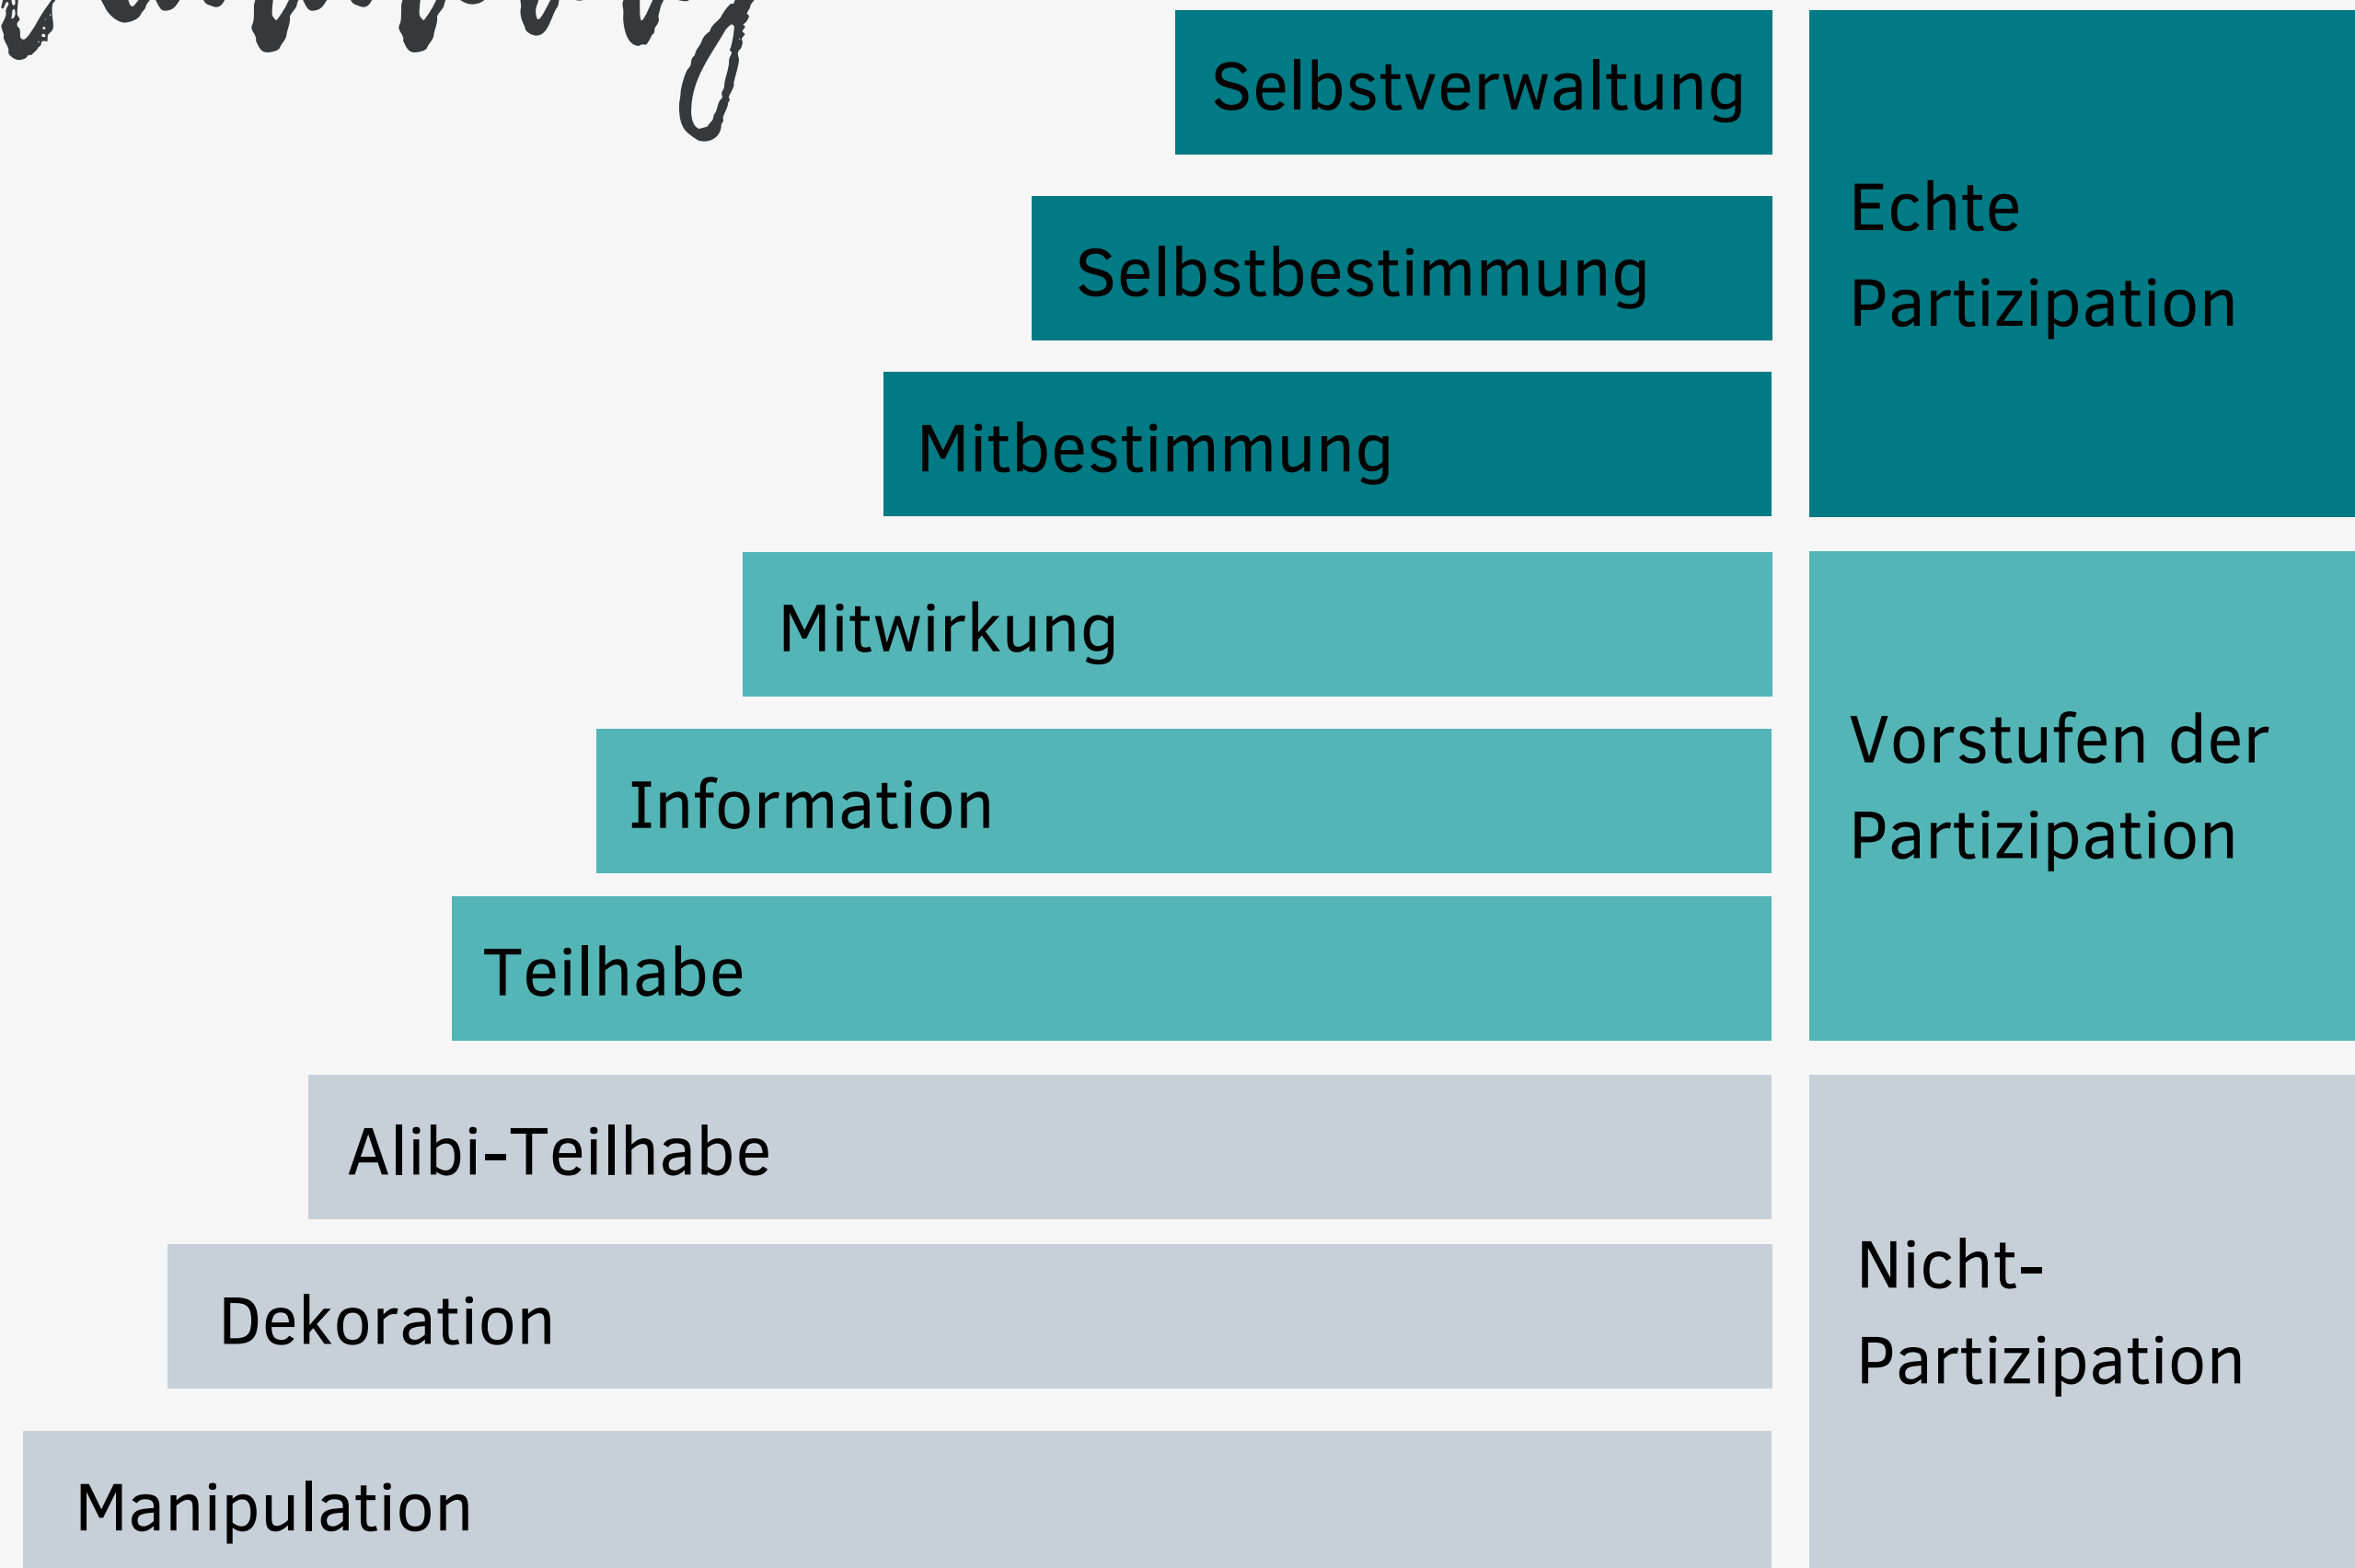 Selbstverwaltung
Selbstbestimmung
Mitbestimmung
Echte
Partizipation
Mitwirkung
Information
Teilhabe
Vorstufen der
Partizipation
Alibi-Teilhabe
Dekoration
Manipulation
Nicht-
Partizipation